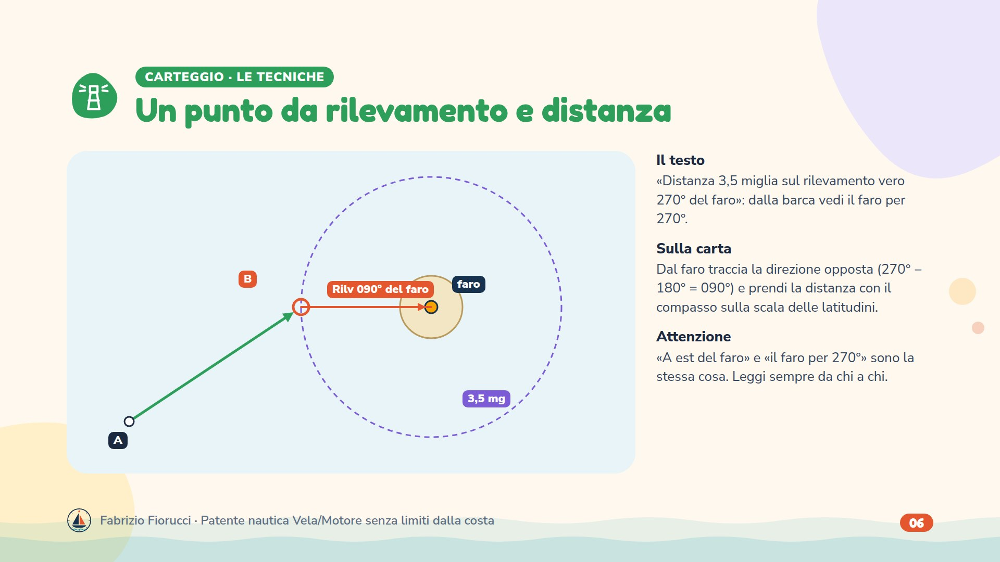 CARTEGGIO · LE TECNICHE
Un punto da rilevamento e distanza
B
Rilv 090° del faro
faro
3,5 mg
A
Il testo
«Distanza 3,5 miglia sul rilevamento vero
270° del faro»: dalla barca vedi il faro per
270°.
Sulla carta
Dal faro traccia la direzione opposta (270° −
180° = 090°) e prendi la distanza con il
compasso sulla scala delle latitudini.
Attenzione
«A est del faro» e «il faro per 270°» sono la
stessa cosa. Leggi sempre da chi a chi.
Fabrizio Fiorucci · Patente nautica Vela/Motore senza limiti dalla costa
06